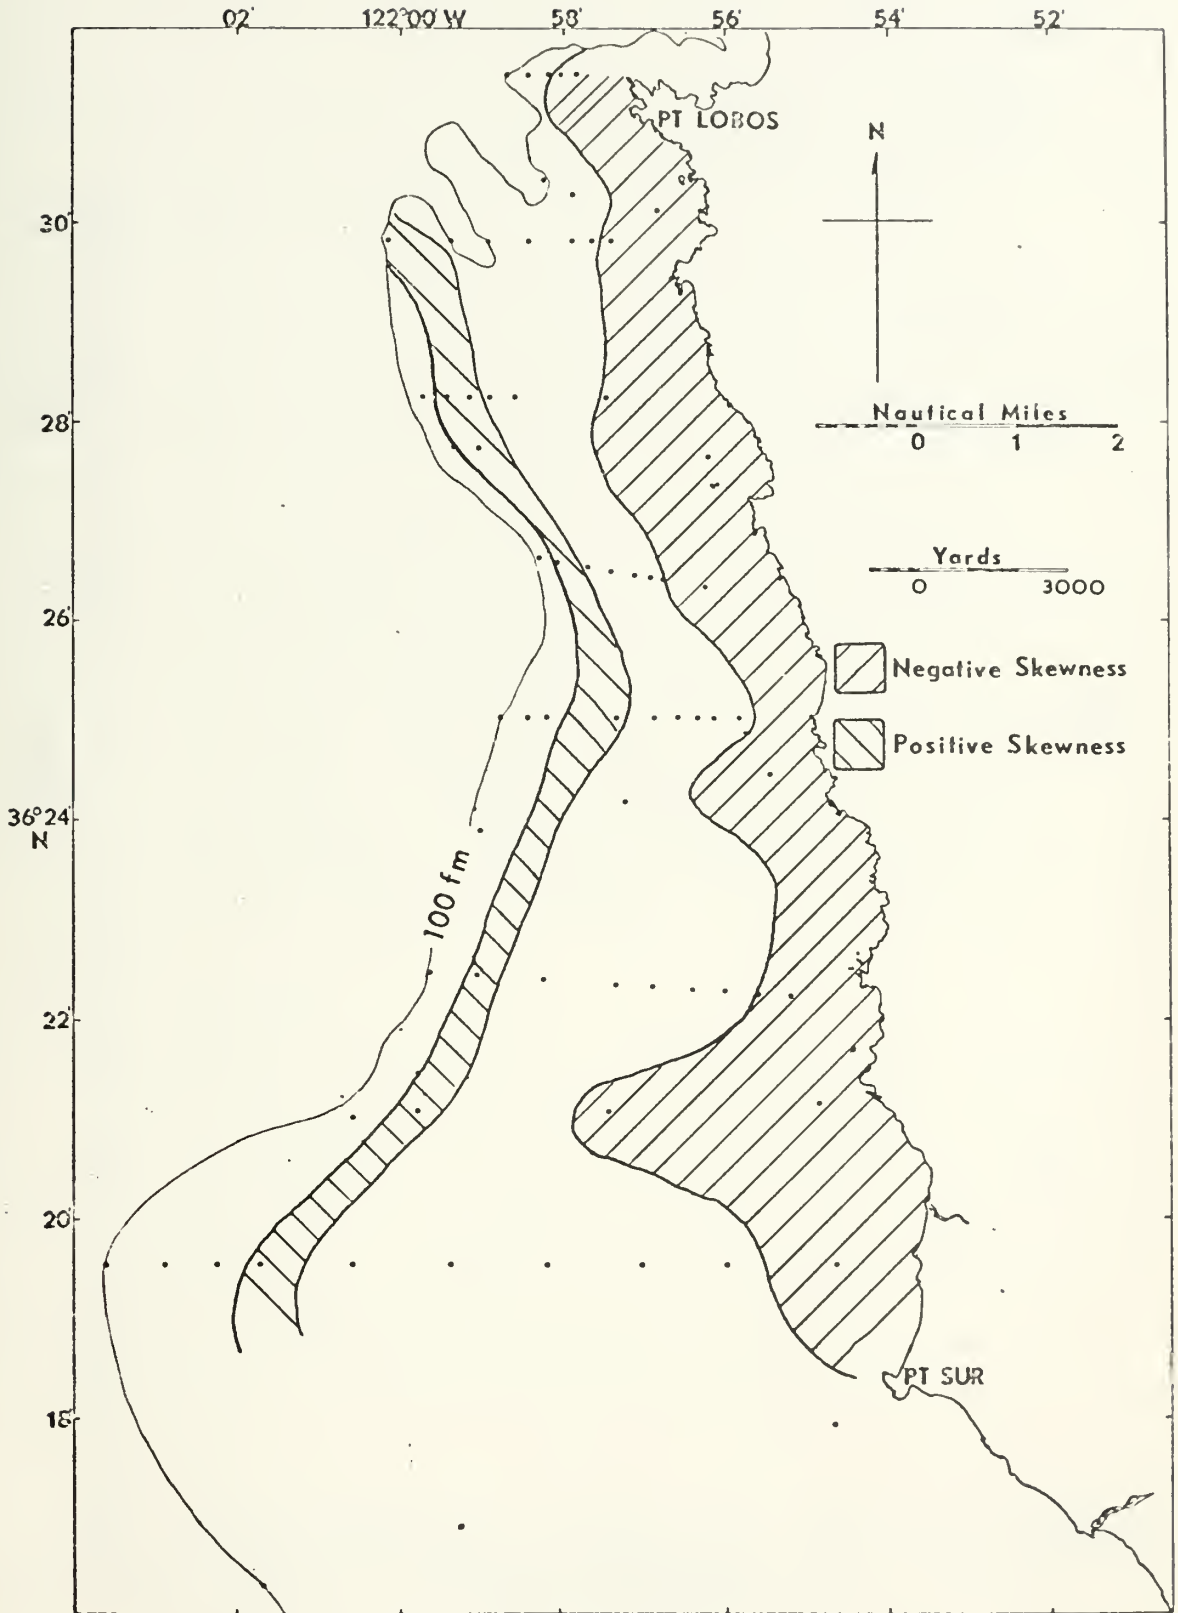 02' 122°00' W 58' 56' 54' 52'
PT LOBOS
N
30'
28'
Nautical Miles
0 1 2
Yards
0 3000
26'
Negative Skewness
Positive Skewness
36°24'
N
100 fm
22'
20'
PT SUR
18'